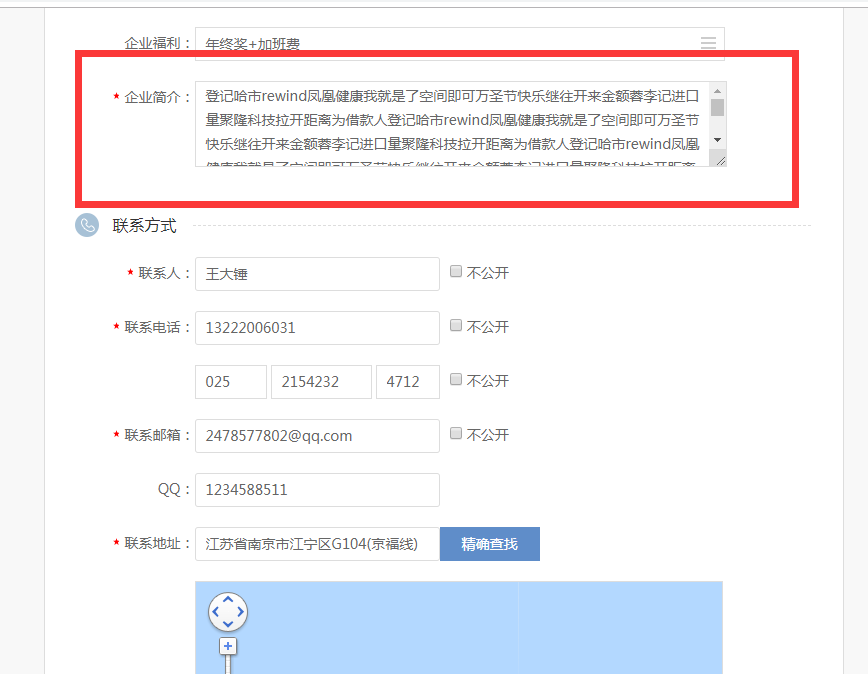 企业福利： 年终奖+加班费
* 企业简介： 登记哈市rewind凤凰健康我就是了空间即可万圣节快乐继往开来金额蓉李记进口
量聚隆科技拉开距离为借款人登记哈市rewind凤凰健康我就是了空间即可万圣节
快乐继往开来金额蓉李记进口量聚隆科技拉开距离为借款人登记哈市rewind凤凰
健康我就是了空间即可万圣节快乐继往开来金额蓉李记进口量聚隆科技拉开距离
联系方式
* 联系人： 王大锤 不公开
* 联系电话： 13222006031 不公开
025 2154232 4712 不公开
* 联系邮箱： 2478577802@qq.com 不公开
QQ： 1234588511
* 联系地址： 江苏省南京市江宁区G104(京福线) 精确查找